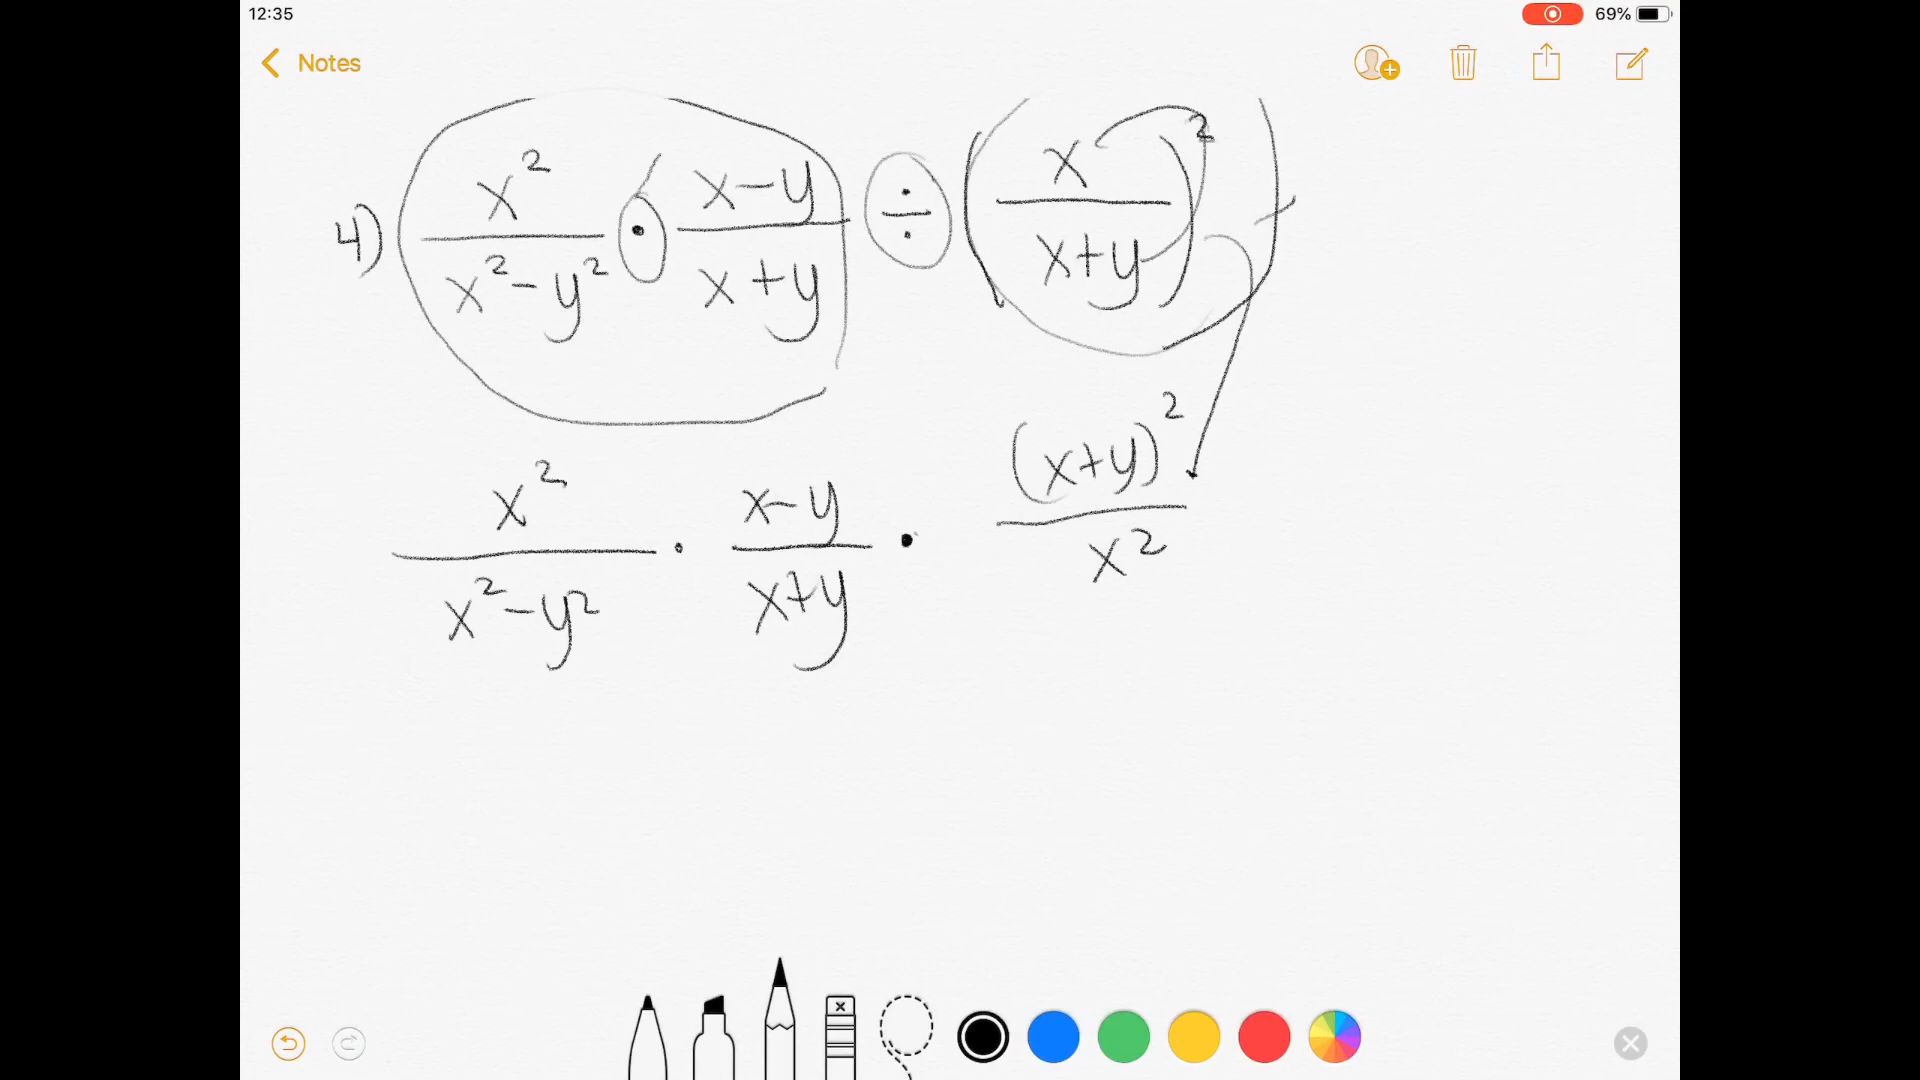 12:35 69%
Notes
4) x²/(x²-y²) · (x-y)/(x+y) ÷ (x/(x+y))²
x²/(x²-y²) · (x-y)/(x+y) · (x+y)²/x²